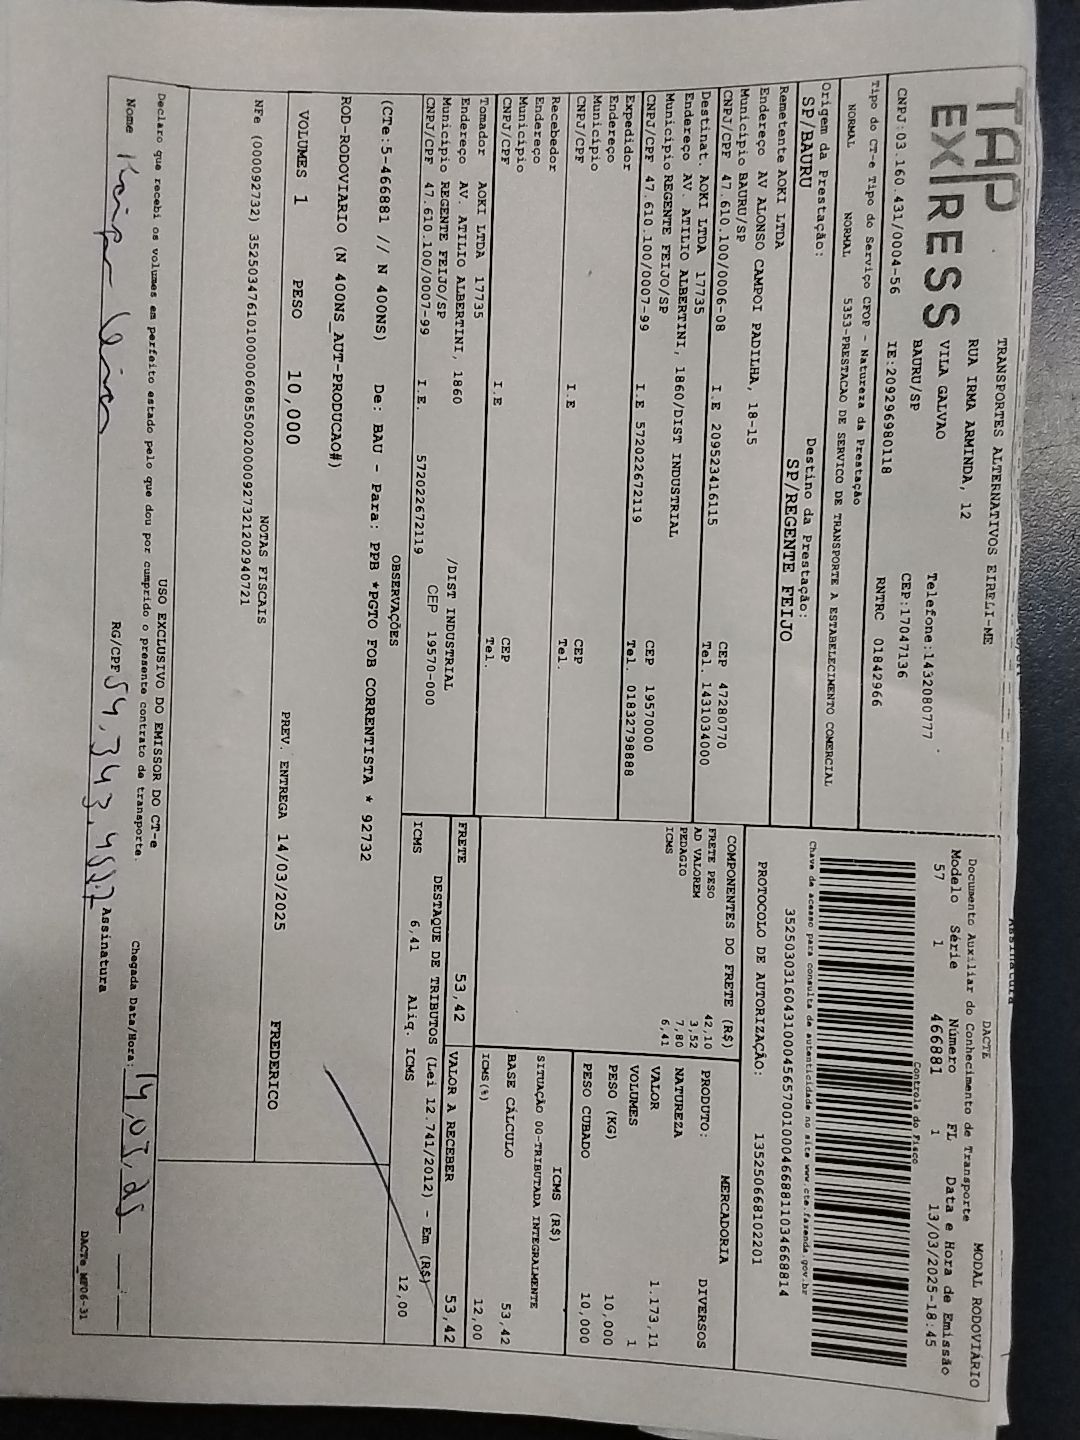 TAP EXPRESS
TRANSPORTES ALTERNATIVOS EIRELI-ME
RUA IRMA ARMINDA, 12
VILA GALVAO
Telefone:1432080777
BAURU/SP
CEP:17047136
CNPJ:03.160.431/0004-56 IE:209296980118 RNTRC 01842966
DACTE MODAL RODOVIÁRIO
Documento Auxiliar do Conhecimento de Transporte
Modelo Série Número FL Data e Hora de Emissão
57 1 466881 1 13/03/2025-18:45
Controle do Fisco
Chave de acesso para consulta de autenticidade no site www.cte.fazenda.gov.br
35250303160431000456570010004668811034668814
PROTOCOLO DE AUTORIZAÇÃO: 135250668102201
Tipo do CT-e Tipo do Serviço CFOP - Natureza da Prestação
NORMAL NORMAL 5353-PRESTACAO DE SERVICO DE TRANSPORTE A ESTABELECIMENTO COMERCIAL
Origem da Prestação: Destino da Prestação:
SP/BAURU SP/REGENTE FEIJO
Remetente AOKI LTDA
Endereço AV ALONSO CAMPOI PADILHA, 18-15
Município BAURU/SP CEP 47280770
CNPJ/CPF 47.610.100/0006-08 I.E 209523416115 Tel. 1431034000
Destinat. AOKI LTDA 17735
Endereço AV. ATILIO ALBERTINI, 1860/DIST INDUSTRIAL
Município REGENTE FEIJO/SP CEP 19570000
CNPJ/CPF 47.610.100/0007-99 I.E 572022672119 Tel. 01832798888
Expedidor
Endereço
Município CEP
CNPJ/CPF I.E Tel.
Recebedor
Endereço
Município CEP
CNPJ/CPF I.E Tel.
Tomador AOKI LTDA 17735
Endereço AV. ATILIO ALBERTINI, 1860 /DIST INDUSTRIAL
Município REGENTE FEIJO/SP CEP 19570-000
CNPJ/CPF 47.610.100/0007-99 I.E. 572022672119
COMPONENTES DO FRETE (R$)
FRETE PESO 42,10
AD VALOREM 3,52
PEDAGIO 7,80
ICMS 6,41
FRETE 53,42
MERCADORIA
PRODUTO: DIVERSOS
NATUREZA
VALOR 1.173,11
VOLUMES 1
PESO (KG) 10,000
PESO CUBADO 10,000
ICMS (R$)
SITUAÇÃO 00-TRIBUTADA INTEGRALMENTE
BASE CÁLCULO 53,42
ICMS(%) 12,00
VALOR A RECEBER 53,42
DESTAQUE DE TRIBUTOS (Lei 12.741/2012) - Em (R$)
ICMS 6,41 Aliq. ICMS 12,00
OBSERVAÇÕES
(CTe:5-466881 // N 400NS) De: BAU - Para: PPB *PGTO FOB CORRENTISTA * 92732
ROD-RODOVIARIO (N 400NS_AUT-PRODUCAO#)
VOLUMES 1 PESO 10,000 PREV. ENTREGA 14/03/2025 FREDERICO
NOTAS FISCAIS
NFe (000092732) 35250347610100000608550020000927321202940721
USO EXCLUSIVO DO EMISSOR DO CT-e
Declaro que recebi os volumes em perfeito estado pelo que dou por cumprido o presente contrato de transporte.
Chegada Data/Hora:
Nome RG/CPF Assinatura
DACTe_MF06-31
Assinatura